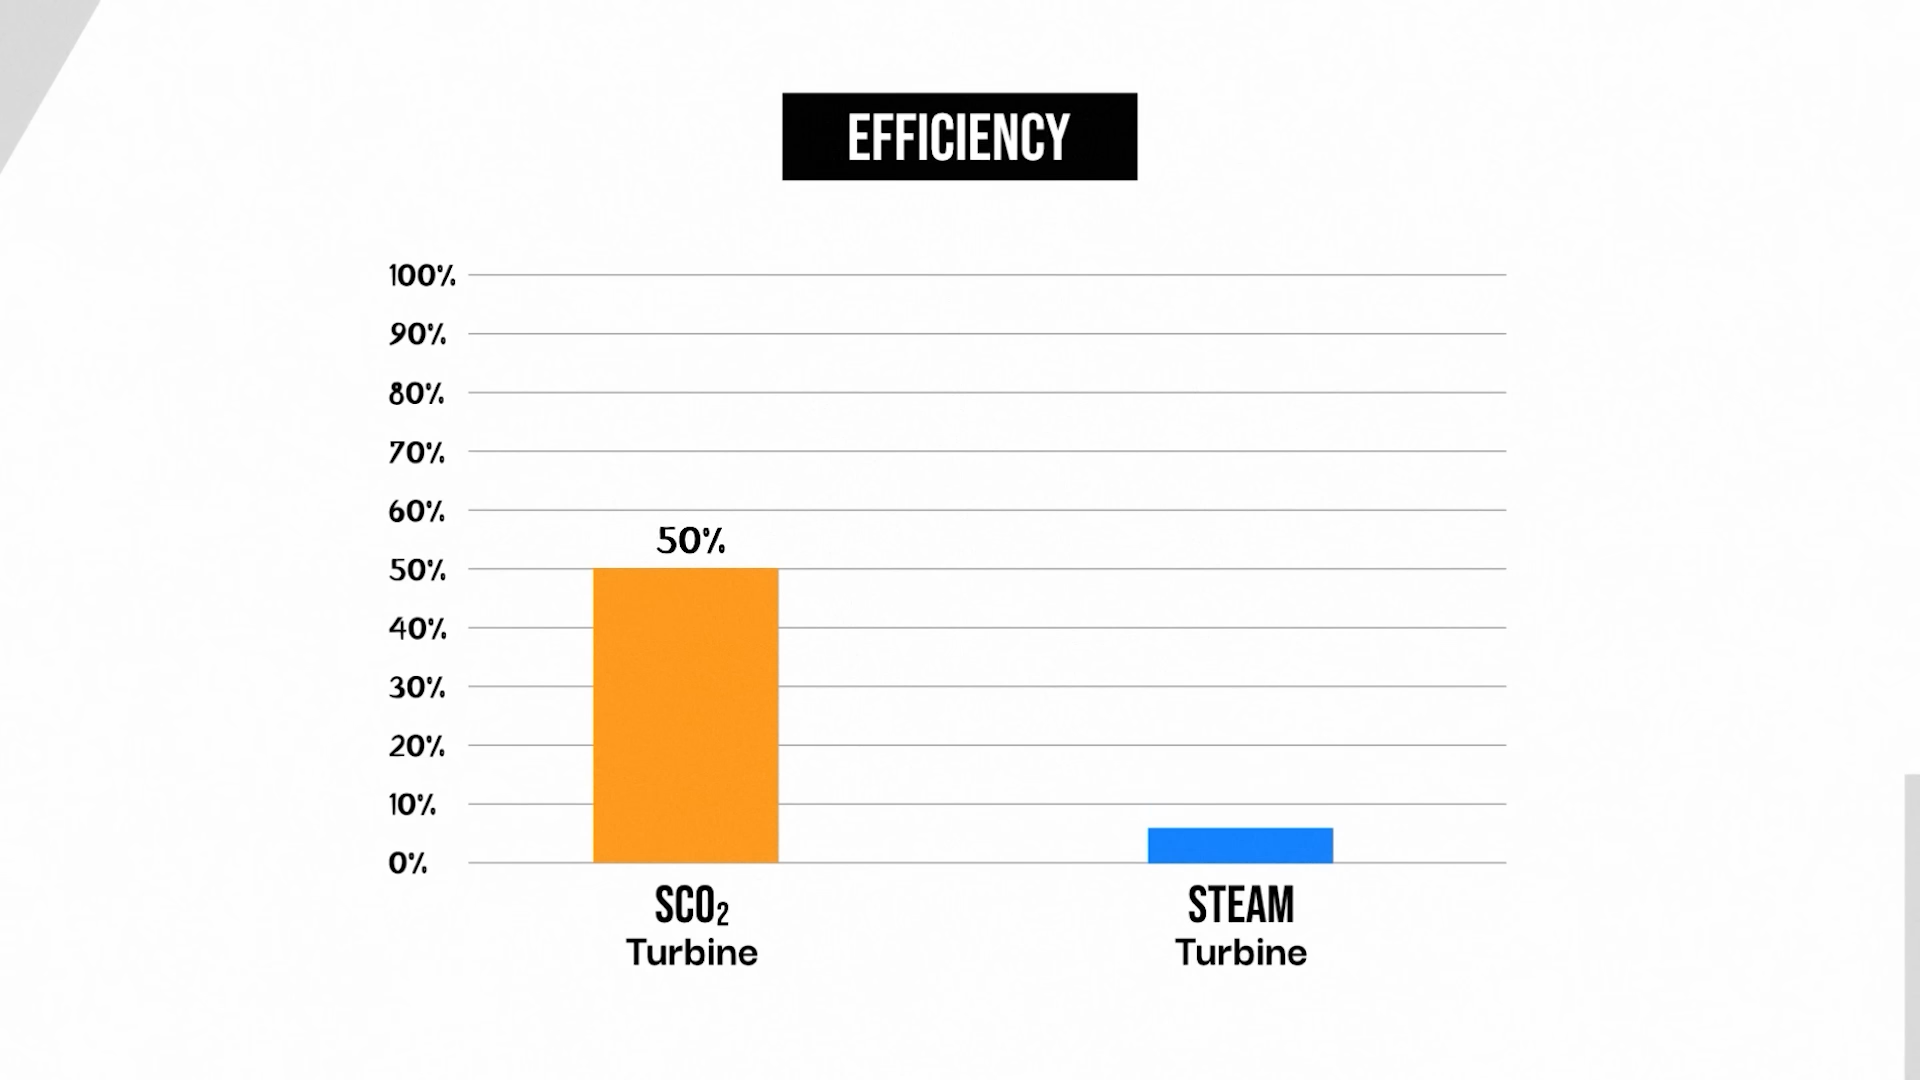 EFFICIENCY
100%
90%
80%
70%
60%
50%
50%
40%
30%
20%
10%
0%
SCO₂
Turbine
STEAM
Turbine